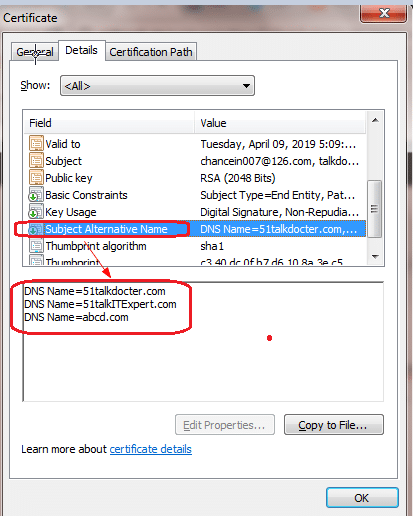 Certificate
General Details Certification Path
Show: <All>
Field Value
Valid to Tuesday, April 09, 2019 5:09:...
Subject chancein007@126.com, talkdo...
Public key RSA (2048 Bits)
Basic Constraints Subject Type=End Entity, Pat...
Key Usage Digital Signature, Non-Repudia...
Subject Alternative Name DNS Name=51talkdocter.com,...
Thumbprint algorithm sha1
Thumbprint c3 40 dc 0f b7 d6 10 8a 3e c5
DNS Name=51talkdocter.com
DNS Name=51talkITExpert.com
DNS Name=abcd.com
Edit Properties... Copy to File...
Learn more about certificate details
OK